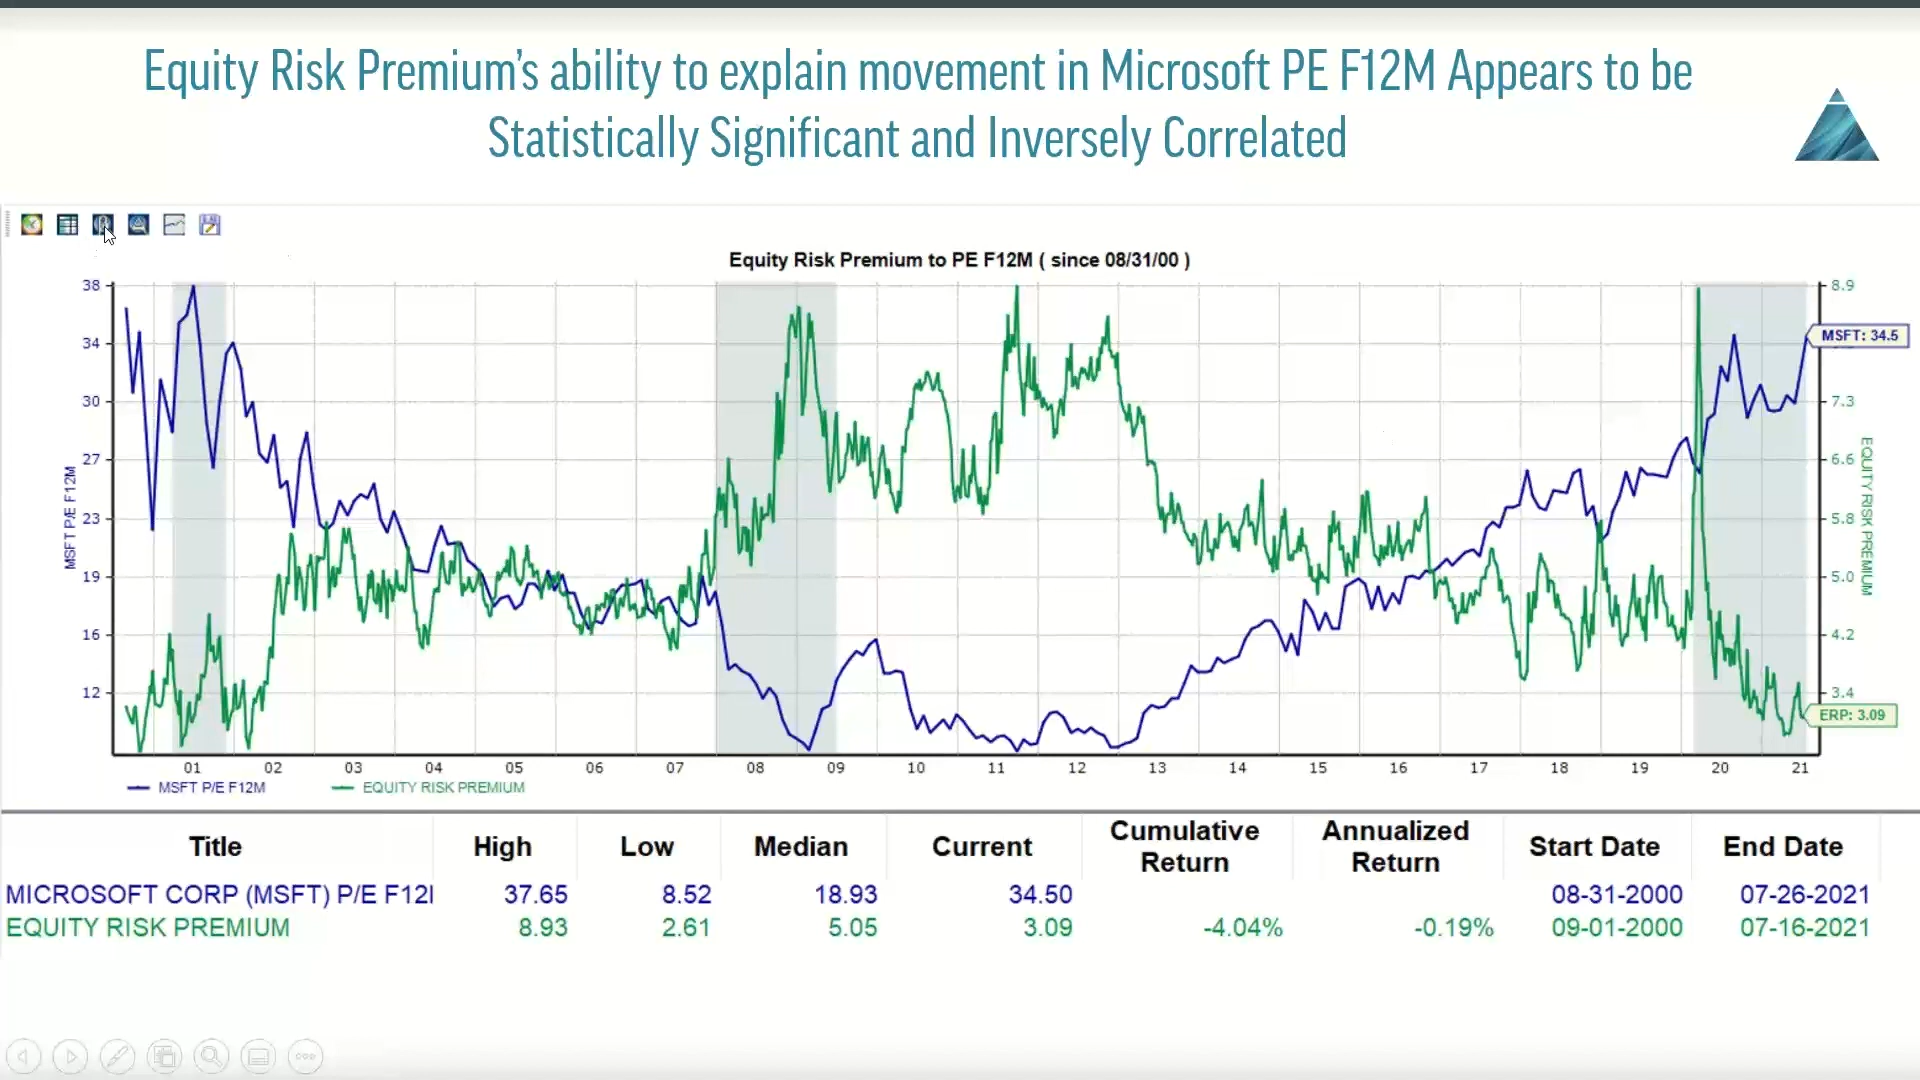 Equity Risk Premium's ability to explain movement in Microsoft PE F12M Appears to be
Statistically Significant and Inversely Correlated
Equity Risk Premium to PE F12M ( since 08/31/00 )
38
34
30
27
23
19
16
12
MSFT P/E F12M
8.9
7.3
6.6
5.8
5.0
4.2
3.4
EQUITY RISK PREMIUM
MSFT: 34.5
ERP: 3.09
01 02 03 04 05 06 07 08 09 10 11 12 13 14 15 16 17 18 19 20 21
MSFT P/E F12M EQUITY RISK PREMIUM
Title High Low Median Current Cumulative Return Annualized Return Start Date End Date
MICROSOFT CORP (MSFT) P/E F12 37.65 8.52 18.93 34.50 08-31-2000 07-26-2021
EQUITY RISK PREMIUM 8.93 2.61 5.05 3.09 -4.04% -0.19% 09-01-2000 07-16-2021